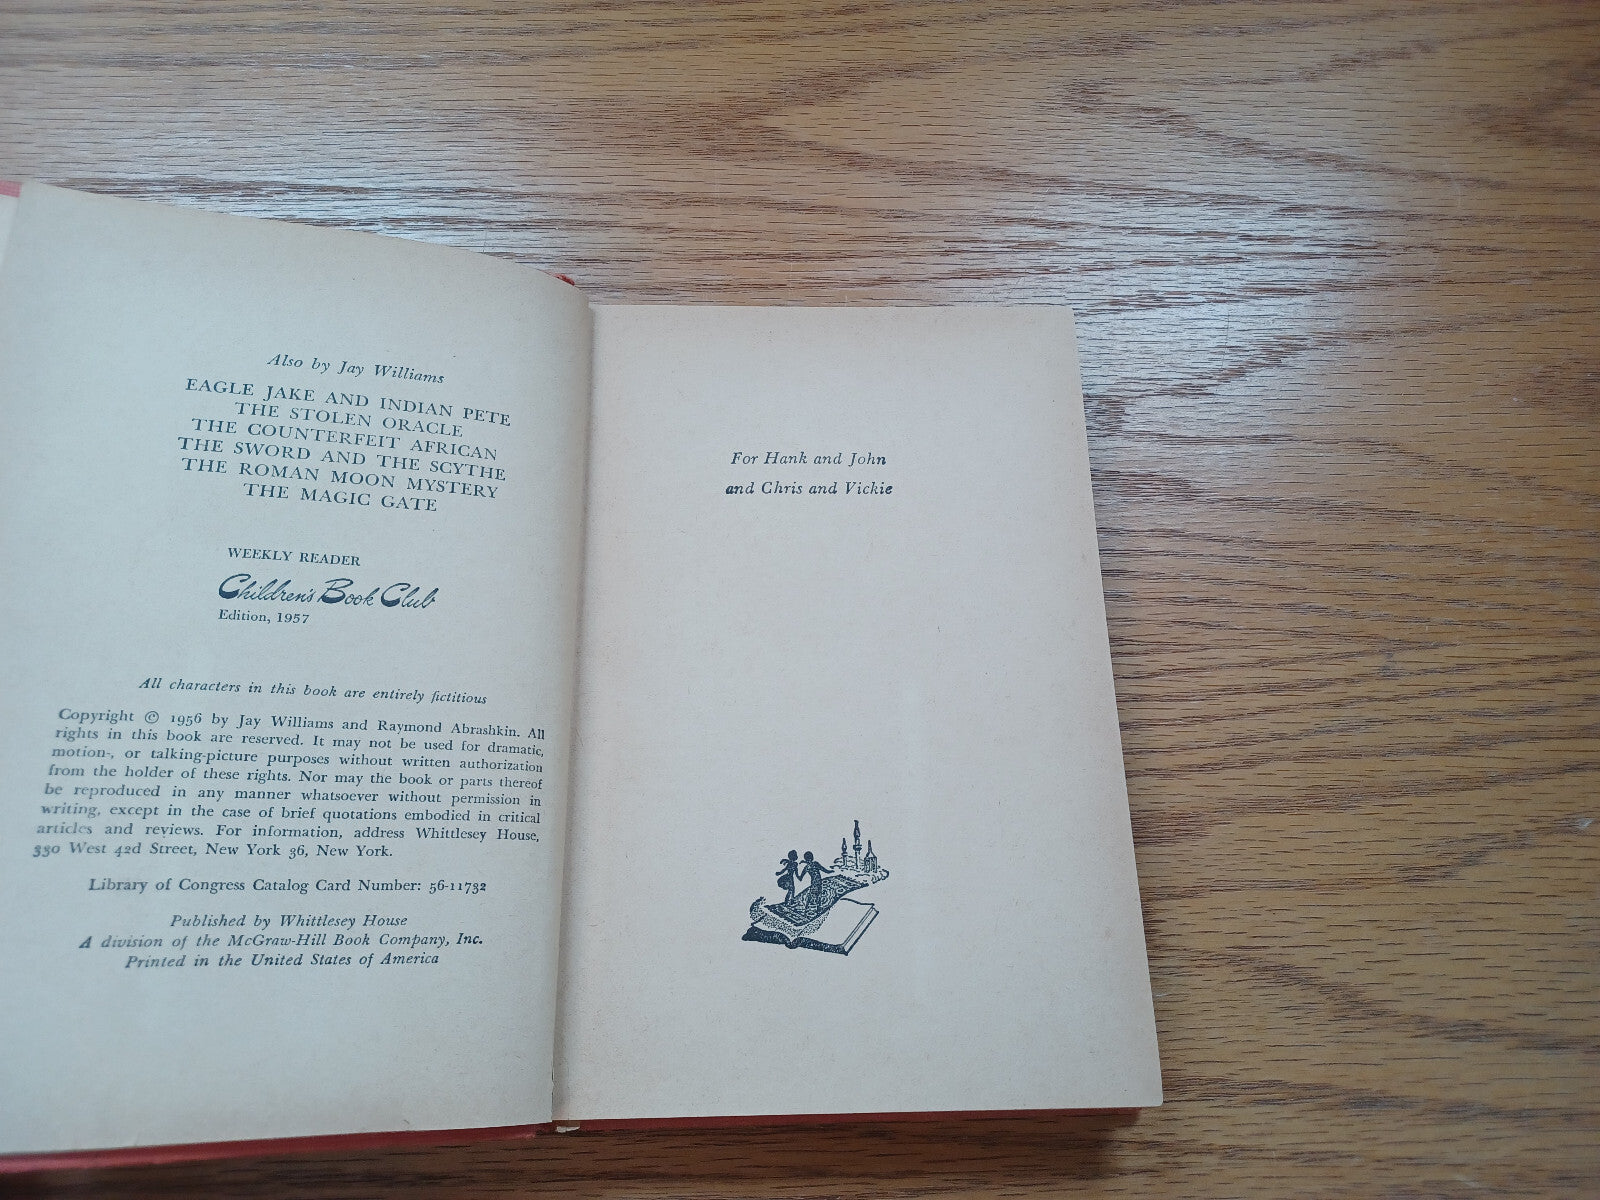 Also by Jay Williams
EAGLE JAKE AND INDIAN PETE
THE STOLEN ORACLE
THE COUNTERFEIT AFRICAN
THE SWORD AND THE SCYTHE
THE ROMAN MOON MYSTERY
THE MAGIC GATE
WEEKLY READER
Children's Book Club
Edition, 1957
All characters in this book are entirely fictitious
Copyright © 1956 by Jay Williams and Raymond Abrashkin. All
rights in this book are reserved. It may not be used for dramatic,
motion-, or talking-picture purposes without written authorization
from the holder of these rights. Nor may the book or parts thereof
be reproduced in any manner whatsoever without permission in
writing, except in the case of brief quotations embodied in critical
articles and reviews. For information, address Whittlesey House,
330 West 42d Street, New York 36, New York.
Library of Congress Catalog Card Number: 56-11732
Published by Whittlesey House
A division of the McGraw-Hill Book Company, Inc.
Printed in the United States of America
For Hank and John
and Chris and Vickie